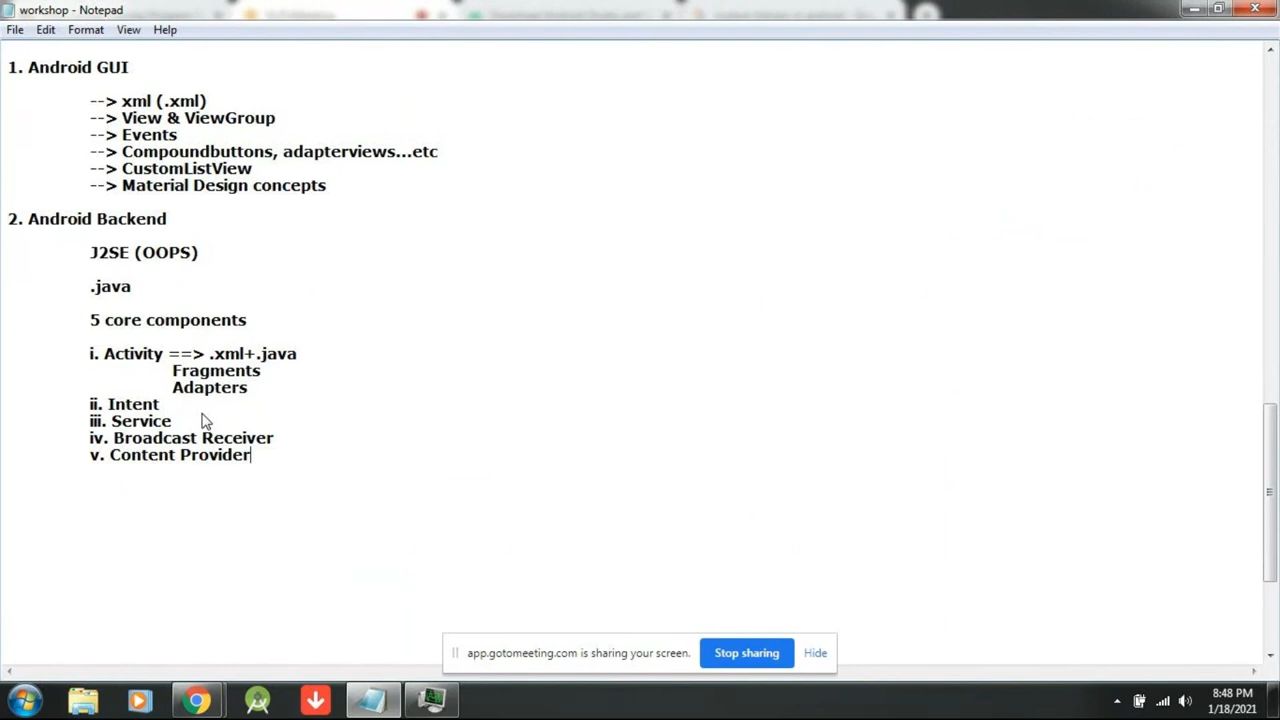 workshop - Notepad
File Edit Format View Help
1. Android GUI
--> xml (.xml)
--> View & ViewGroup
--> Events
--> Compoundbuttons, adapterviews...etc
--> CustomListView
--> Material Design concepts
2. Android Backend
J2SE (OOPS)
.java
5 core components
i. Activity ==> .xml+.java
Fragments
Adapters
ii. Intent
iii. Service
iv. Broadcast Receiver
v. Content Provider
app.gotomeeting.com is sharing your screen. Stop sharing Hide
8:48 PM
1/18/2021